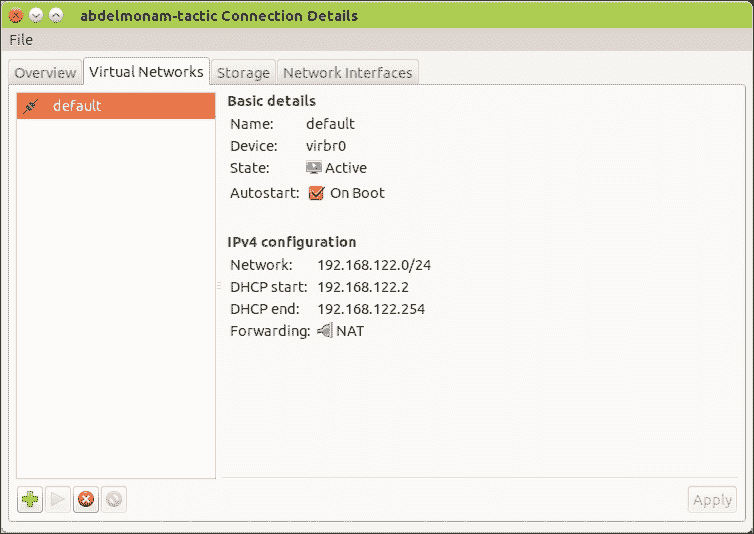 abdelmonam-tactic Connection Details
File
Overview Virtual Networks Storage Network Interfaces
default
Basic details
Name: default
Device: virbr0
State: Active
Autostart: On Boot
IPv4 configuration
Network: 192.168.122.0/24
DHCP start: 192.168.122.2
DHCP end: 192.168.122.254
Forwarding: NAT
Apply